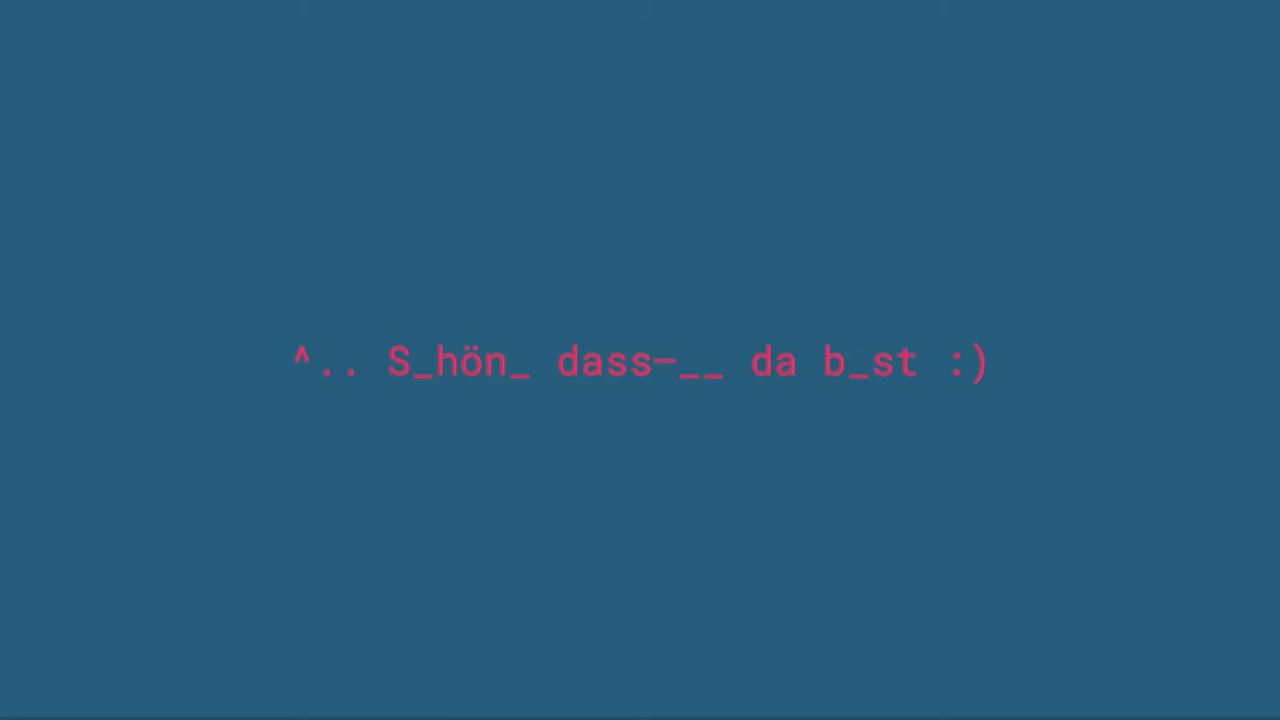 ^.. S_hön_ dass—__ da b_st :)